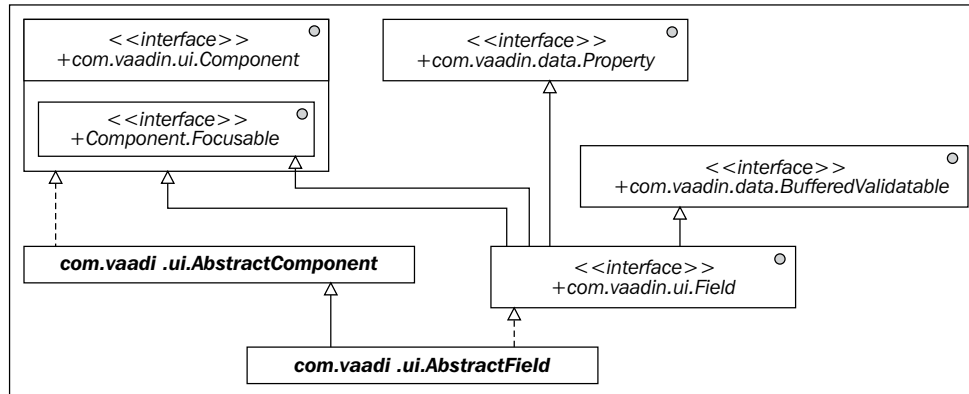 <<interface>>
+com.vaadin.ui.Component
<<interface>>
+Component.Focusable
<<interface>>
+com.vaadin.data.Property
<<interface>>
+com.vaadin.data.BufferedValidatable
com.vaadi .ui.AbstractComponent
<<interface>>
+com.vaadin.ui.Field
com.vaadi .ui.AbstractField